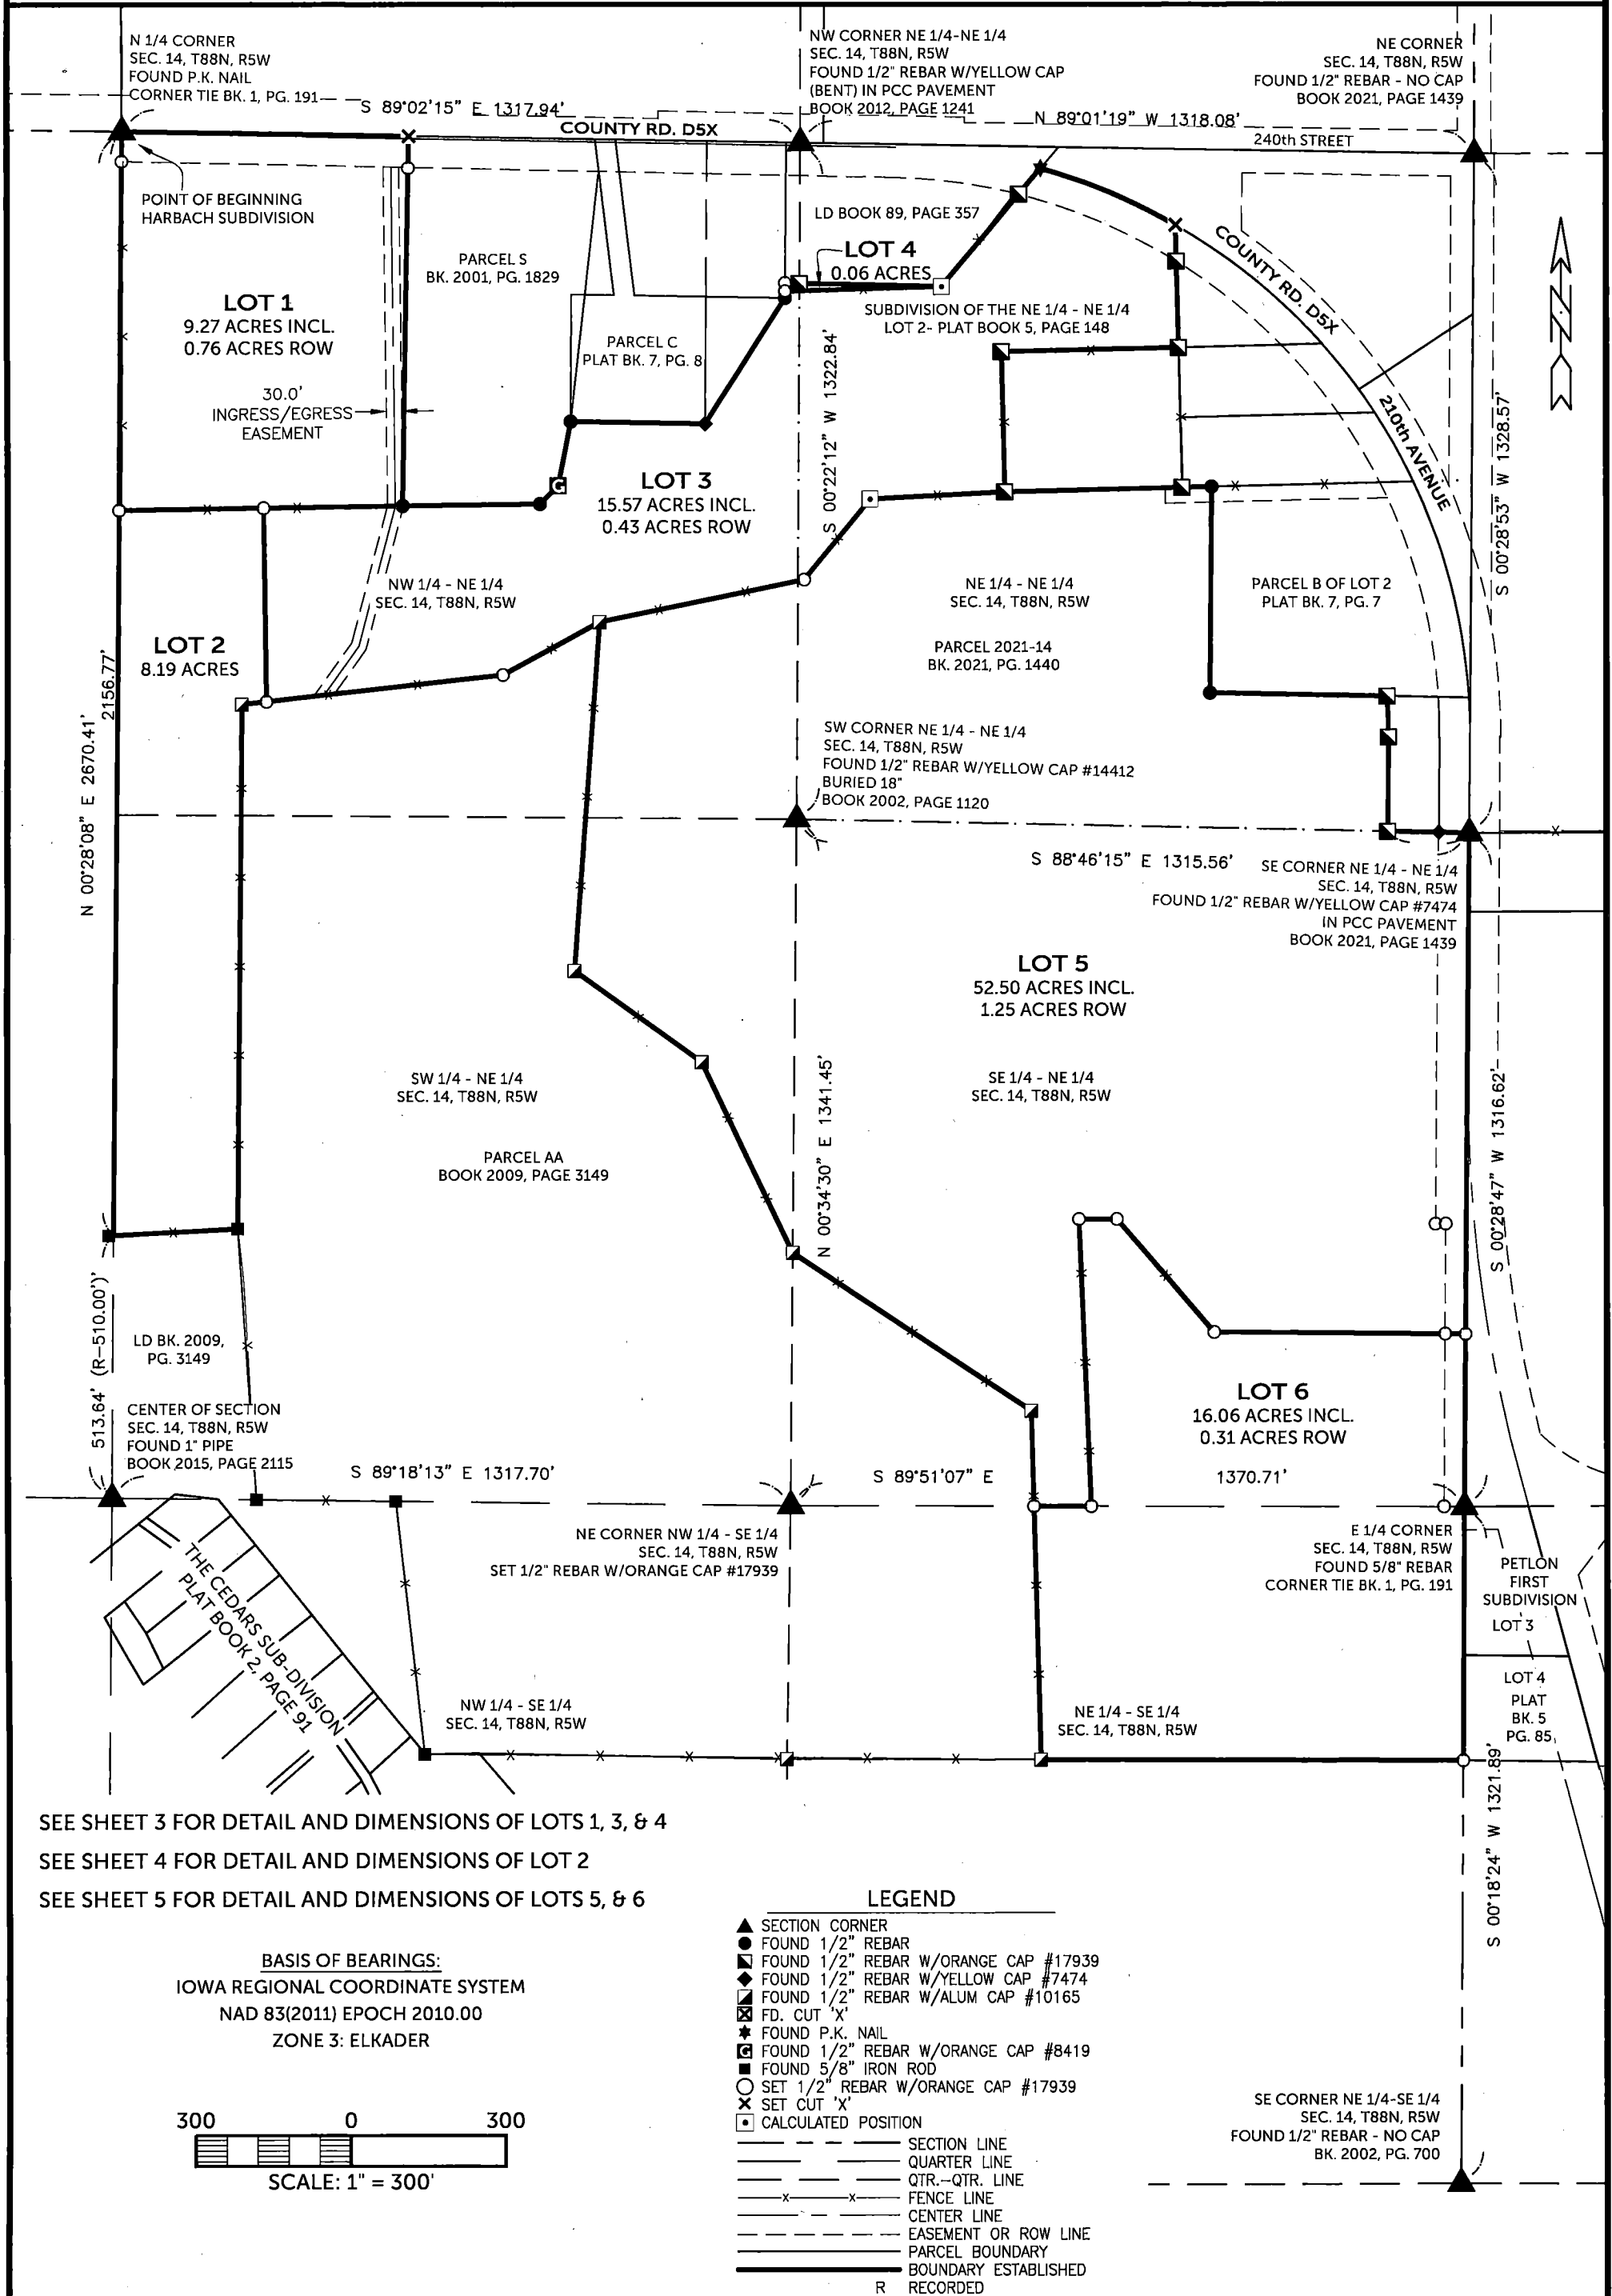 N 1/4 CORNER
SEC. 14, T88N, R5W
FOUND P.K. NAIL
CORNER TIE BK. 1, PG. 191
S 89°02'15" E 1317.94'
COUNTY RD. D5X
NW CORNER NE 1/4-NE 1/4
SEC. 14, T88N, R5W
FOUND 1/2" REBAR W/YELLOW CAP
(BENT) IN PCC PAVEMENT
BOOK 2012, PAGE 1241
N 89°01'19" W 1318.08'
NE CORNER
SEC. 14, T88N, R5W
FOUND 1/2" REBAR - NO CAP
BOOK 2021, PAGE 1439
240th STREET
POINT OF BEGINNING
HARBACH SUBDIVISION
LOT 1
9.27 ACRES INCL.
0.76 ACRES ROW
30.0'
INGRESS/EGRESS
EASEMENT
PARCEL S
BK. 2001, PG. 1829
PARCEL C
PLAT BK. 7, PG. 8
LD BOOK 89, PAGE 357
LOT 4
0.06 ACRES
SUBDIVISION OF THE NE 1/4 - NE 1/4
LOT 2- PLAT BOOK 5, PAGE 148
COUNTY RD. D5X
210th AVENUE
N
S 00°22'12" W 1322.84'
S 00°28'53" W 1328.57'
LOT 3
15.57 ACRES INCL.
0.43 ACRES ROW
NW 1/4 - NE 1/4
SEC. 14, T88N, R5W
NE 1/4 - NE 1/4
SEC. 14, T88N, R5W
PARCEL 2021-14
BK. 2021, PG. 1440
PARCEL B OF LOT 2
PLAT BK. 7, PG. 7
LOT 2
8.19 ACRES
2156.77'
N 00°28'08" E 2670.41'
SW CORNER NE 1/4 - NE 1/4
SEC. 14, T88N, R5W
FOUND 1/2" REBAR W/YELLOW CAP #14412
BURIED 18"
BOOK 2002, PAGE 1120
S 88°46'15" E 1315.56'
SE CORNER NE 1/4 - NE 1/4
SEC. 14, T88N, R5W
FOUND 1/2" REBAR W/YELLOW CAP #7474
IN PCC PAVEMENT
BOOK 2021, PAGE 1439
LOT 5
52.50 ACRES INCL.
1.25 ACRES ROW
SW 1/4 - NE 1/4
SEC. 14, T88N, R5W
PARCEL AA
BOOK 2009, PAGE 3149
SE 1/4 - NE 1/4
SEC. 14, T88N, R5W
N 00°34'30" E 1341.45'
S 00°28'47" W 1316.62'
LD BK. 2009,
PG. 3149
513.64' (R-510.00')'
CENTER OF SECTION
SEC. 14, T88N, R5W
FOUND 1" PIPE
BOOK 2015, PAGE 2115
S 89°18'13" E 1317.70'
S 89°51'07" E
1370.71'
LOT 6
16.06 ACRES INCL.
0.31 ACRES ROW
NE CORNER NW 1/4 - SE 1/4
SEC. 14, T88N, R5W
SET 1/2" REBAR W/ORANGE CAP #17939
E 1/4 CORNER
SEC. 14, T88N, R5W
FOUND 5/8" REBAR
CORNER TIE BK. 1, PG. 191
PETLON
FIRST
SUBDIVISION
LOT 3
LOT 4
PLAT
BK. 5
PG. 85
THE CEDARS SUB-DIVISION
PLAT BOOK 2, PAGE 91
NW 1/4 - SE 1/4
SEC. 14, T88N, R5W
NE 1/4 - SE 1/4
SEC. 14, T88N, R5W
S 00°18'24" W 1321.89'
SEE SHEET 3 FOR DETAIL AND DIMENSIONS OF LOTS 1, 3, & 4
SEE SHEET 4 FOR DETAIL AND DIMENSIONS OF LOT 2
SEE SHEET 5 FOR DETAIL AND DIMENSIONS OF LOTS 5, & 6
BASIS OF BEARINGS:
IOWA REGIONAL COORDINATE SYSTEM
NAD 83(2011) EPOCH 2010.00
ZONE 3: ELKADER
300 0 300
SCALE: 1" = 300'
LEGEND
SECTION CORNER
FOUND 1/2" REBAR
FOUND 1/2" REBAR W/ORANGE CAP #17939
FOUND 1/2" REBAR W/YELLOW CAP #7474
FOUND 1/2" REBAR W/ALUM CAP #10165
FD. CUT 'X'
FOUND P.K. NAIL
G FOUND 1/2" REBAR W/ORANGE CAP #8419
FOUND 5/8" IRON ROD
SET 1/2" REBAR W/ORANGE CAP #17939
SET CUT 'X'
CALCULATED POSITION
SECTION LINE
QUARTER LINE
QTR.-QTR. LINE
FENCE LINE
CENTER LINE
EASEMENT OR ROW LINE
PARCEL BOUNDARY
BOUNDARY ESTABLISHED
R RECORDED
SE CORNER NE 1/4-SE 1/4
SEC. 14, T88N, R5W
FOUND 1/2" REBAR - NO CAP
BK. 2002, PG. 700
G